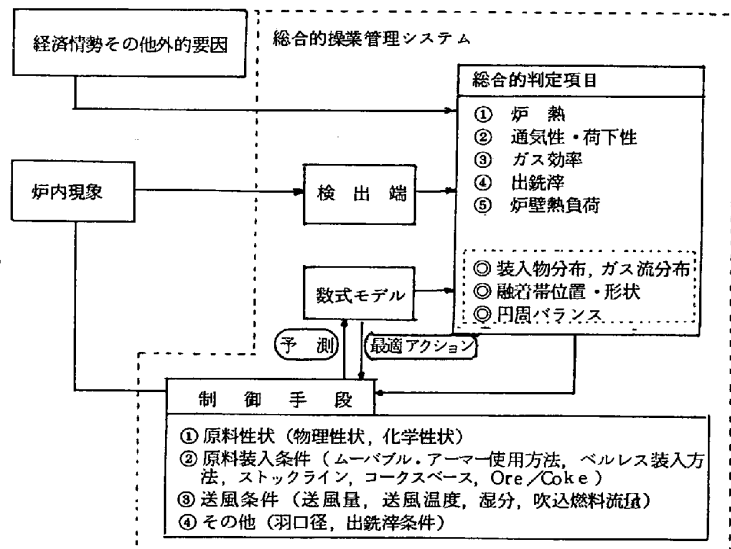 経済情勢その他外的要因
総合的操業管理システム
総合的判定項目
① 炉 熱
② 通気性・荷下性
③ ガス効率
④ 出銑滓
⑤ 炉壁熱負荷
◎ 装入物分布, ガス流分布
◎ 融着帯位置・形状
◎ 円周バランス
炉内現象
検 出 端
数式モデル
予 測
最適アクション
制 御 手 段
① 原料性状 (物理性状, 化学性状)
② 原料装入条件 (ムーバブル・アーマー使用方法, ベルレス装入方
法, ストックライン, コークスベース, Ore/Coke)
③ 送風条件 (送風量, 送風温度, 湿分, 吹込燃料流量)
④ その他 (羽口径, 出銑滓条件)